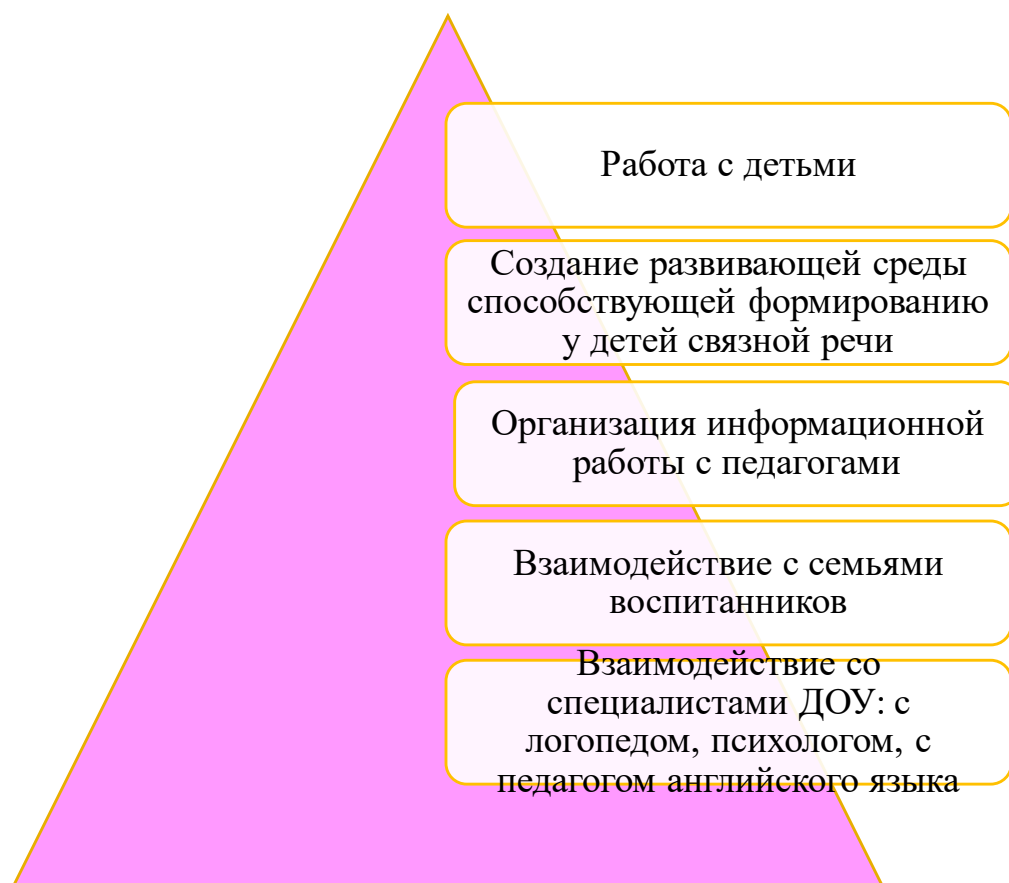 Работа с детьми
Создание развивающей среды
способствующей формированию
у детей связной речи
Организация информационной
работы с педагогами
Взаимодействие с семьями
воспитанников
Взаимодействие со
специалистами ДОУ: с
логопедом, психологом, с
педагогом английского языка